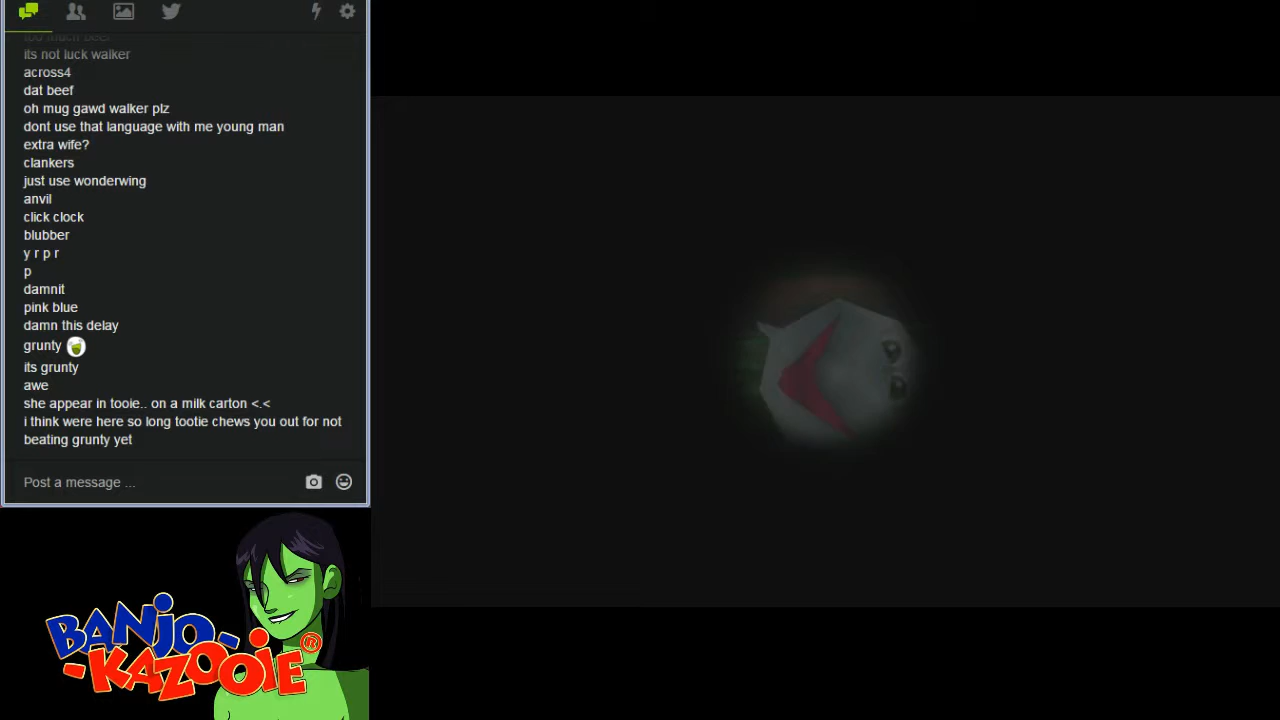 too much beef
its not luck walker
across4
dat beef
oh mug gawd walker plz
dont use that language with me young man
extra wife?
clankers
just use wonderwing
anvil
click clock
blubber
y r p r
p
damnit
pink blue
damn this delay
grunty
its grunty
awe
she appear in tooie.. on a milk carton <.<
i think were here so long tootie chews you out for not
beating grunty yet
Post a message ...
BANJO-
-KAZOOIE®